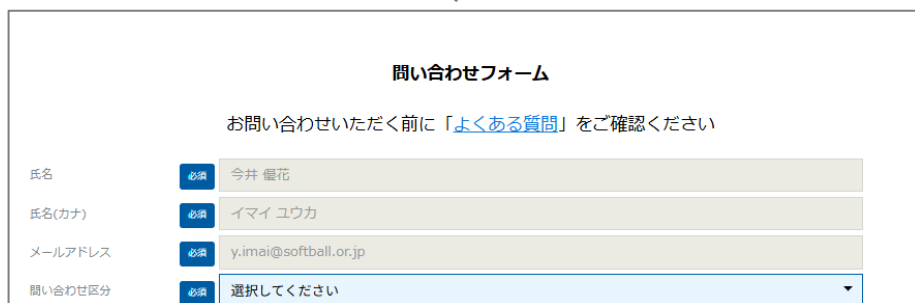 問い合わせフォーム
お問い合わせいただく前に「よくある質問」をご確認ください
氏名 必須 今井 優花
氏名(カナ) 必須 イマイ ユウカ
メールアドレス 必須 y.imai@softball.or.jp
問い合わせ区分 必須 選択してください